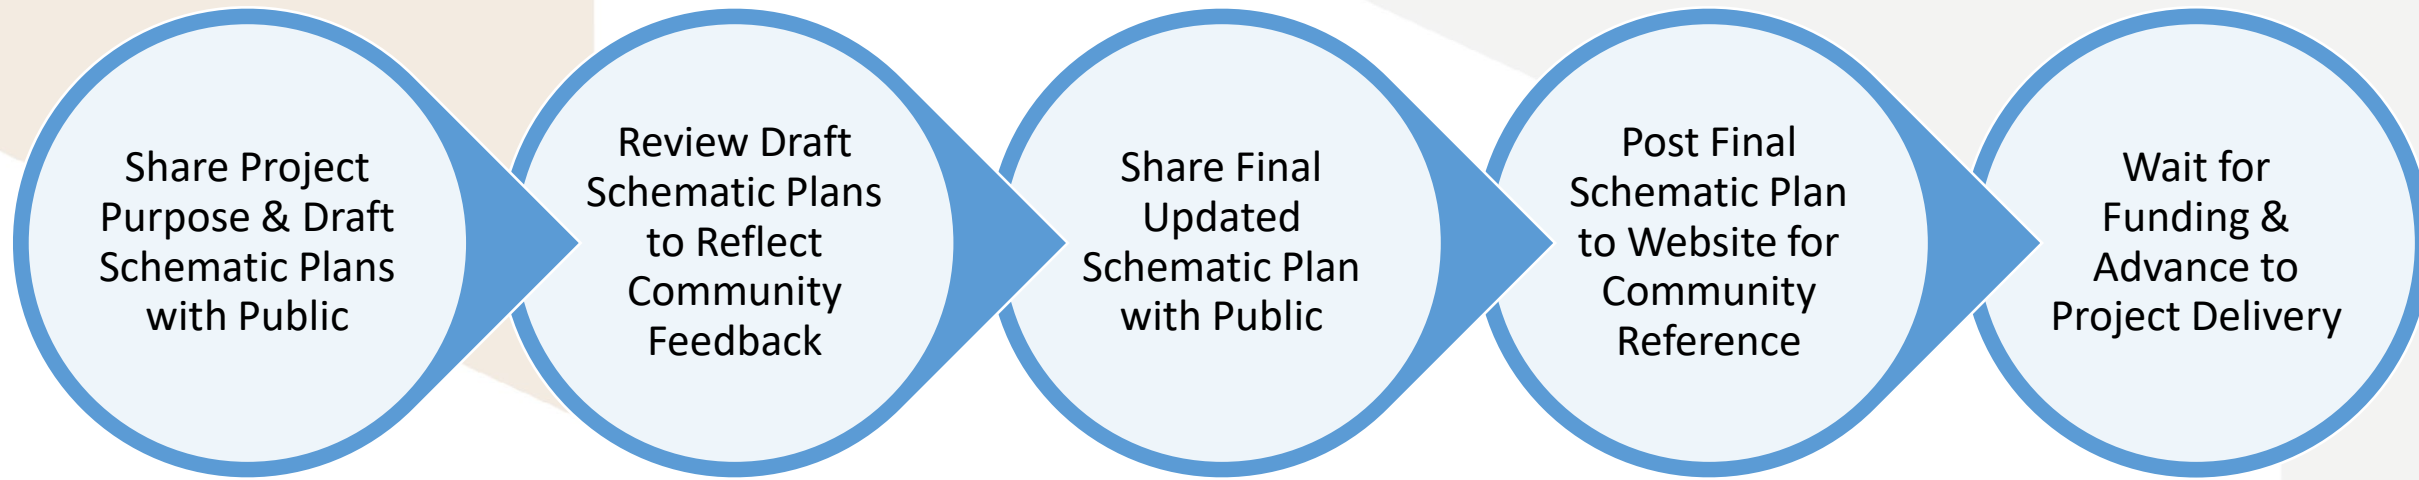 Share Project
Purpose & Draft
Schematic Plans
with Public
Review Draft
Schematic Plans
to Reflect
Community
Feedback
Share Final
Updated
Schematic Plan
with Public
Post Final
Schematic Plan
to Website for
Community
Reference
Wait for
Funding &
Advance to
Project Delivery